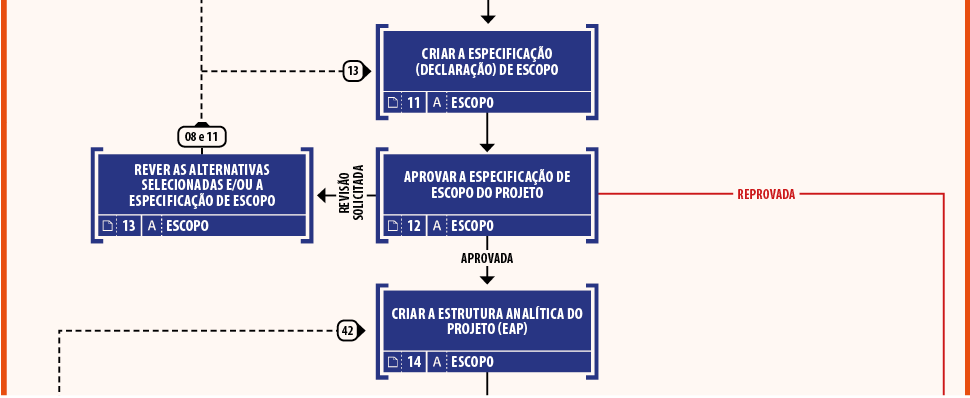 CRIAR A ESPECIFICAÇÃO
(DECLARAÇÃO) DE ESCOPO
13
11 A ESCOPO
08 e 11
REVER AS ALTERNATIVAS
SELECIONADAS E/OU A
ESPECIFICAÇÃO DE ESCOPO
13 A ESCOPO
REVISÃO
SOLICITADA
APROVAR A ESPECIFICAÇÃO DE
ESCOPO DO PROJETO
12 A ESCOPO
REPROVADA
APROVADA
CRIAR A ESTRUTURA ANALÍTICA DO
PROJETO (EAP)
42
14 A ESCOPO